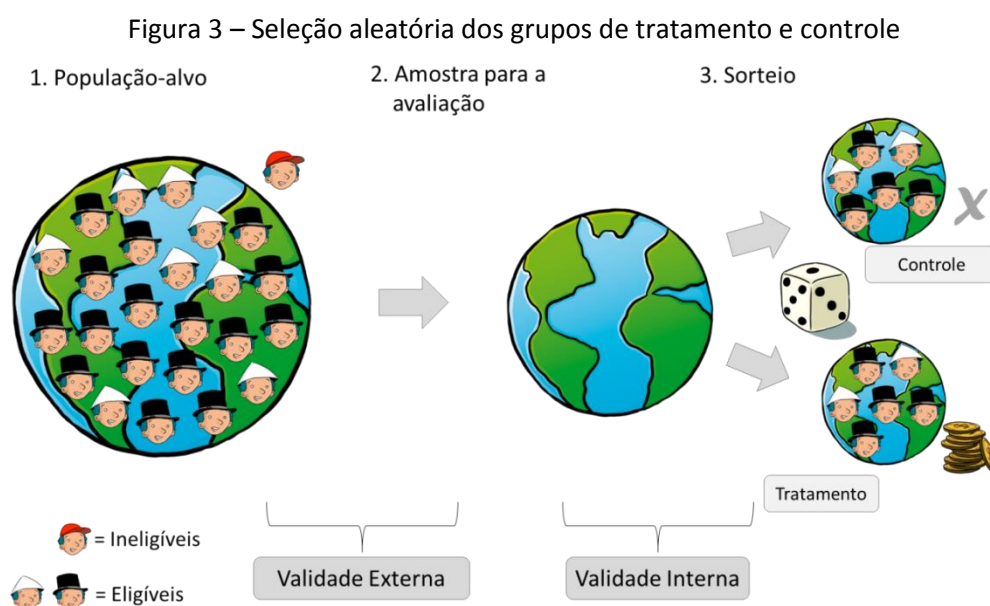 Figura 3 – Seleção aleatória dos grupos de tratamento e controle
1. População-alvo
2. Amostra para a
avaliação
3. Sorteio
Controle
Tratamento
Validade Externa
Validade Interna
= Ineligíveis
= Eligíveis